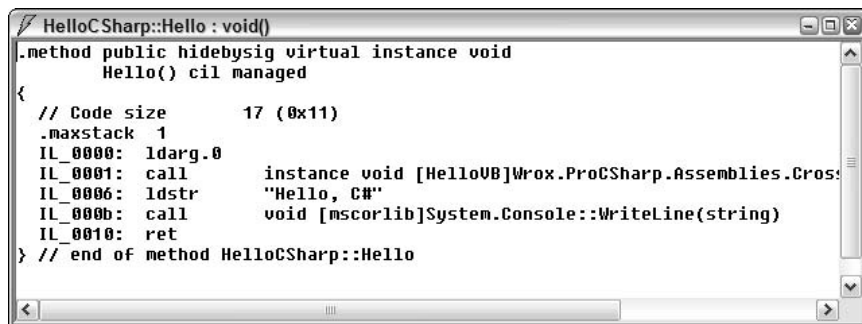 HelloCSharp::Hello : void()
.method public hidebysig virtual instance void
        Hello() cil managed
{
  // Code size       17 (0x11)
  .maxstack  1
  IL_0000:  ldarg.0
  IL_0001:  call       instance void [HelloVB]Wrox.ProCSharp.Assemblies.Cros
  IL_0006:  ldstr      "Hello, C#"
  IL_000b:  call       void [mscorlib]System.Console::WriteLine(string)
  IL_0010:  ret
} // end of method HelloCSharp::Hello